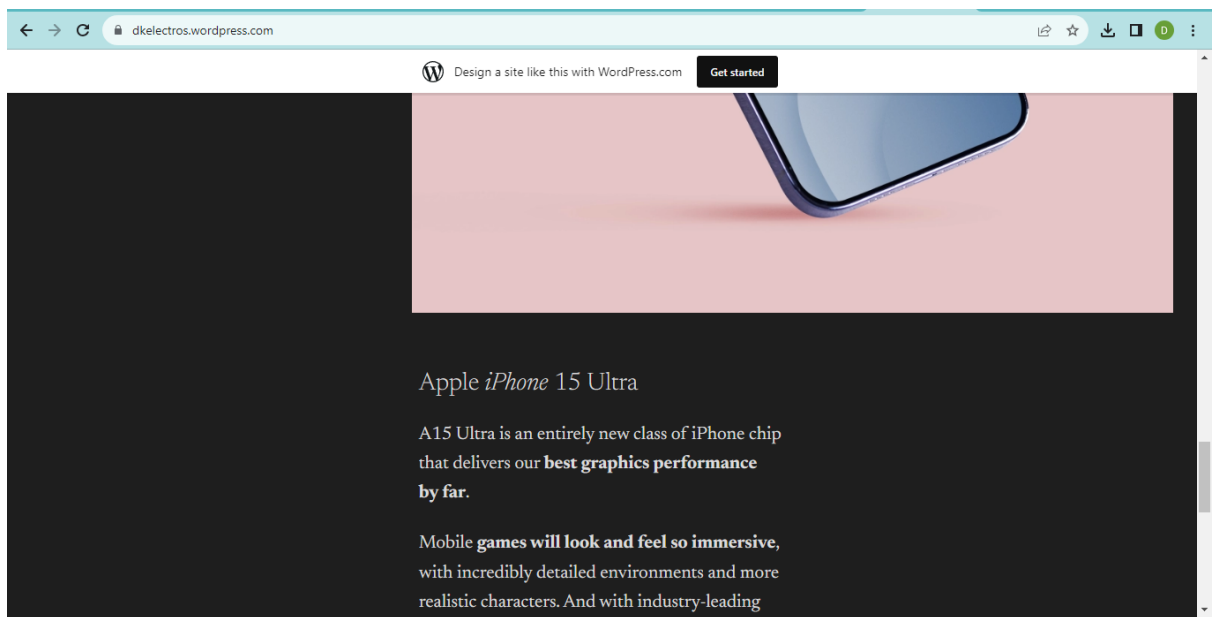 dkelectros.wordpress.com
D
Design a site like this with WordPress.com
Get started
Apple iPhone 15 Ultra
A15 Ultra is an entirely new class of iPhone chip
that delivers our best graphics performance
by far.
Mobile games will look and feel so immersive,
with incredibly detailed environments and more
realistic characters. And with industry-leading